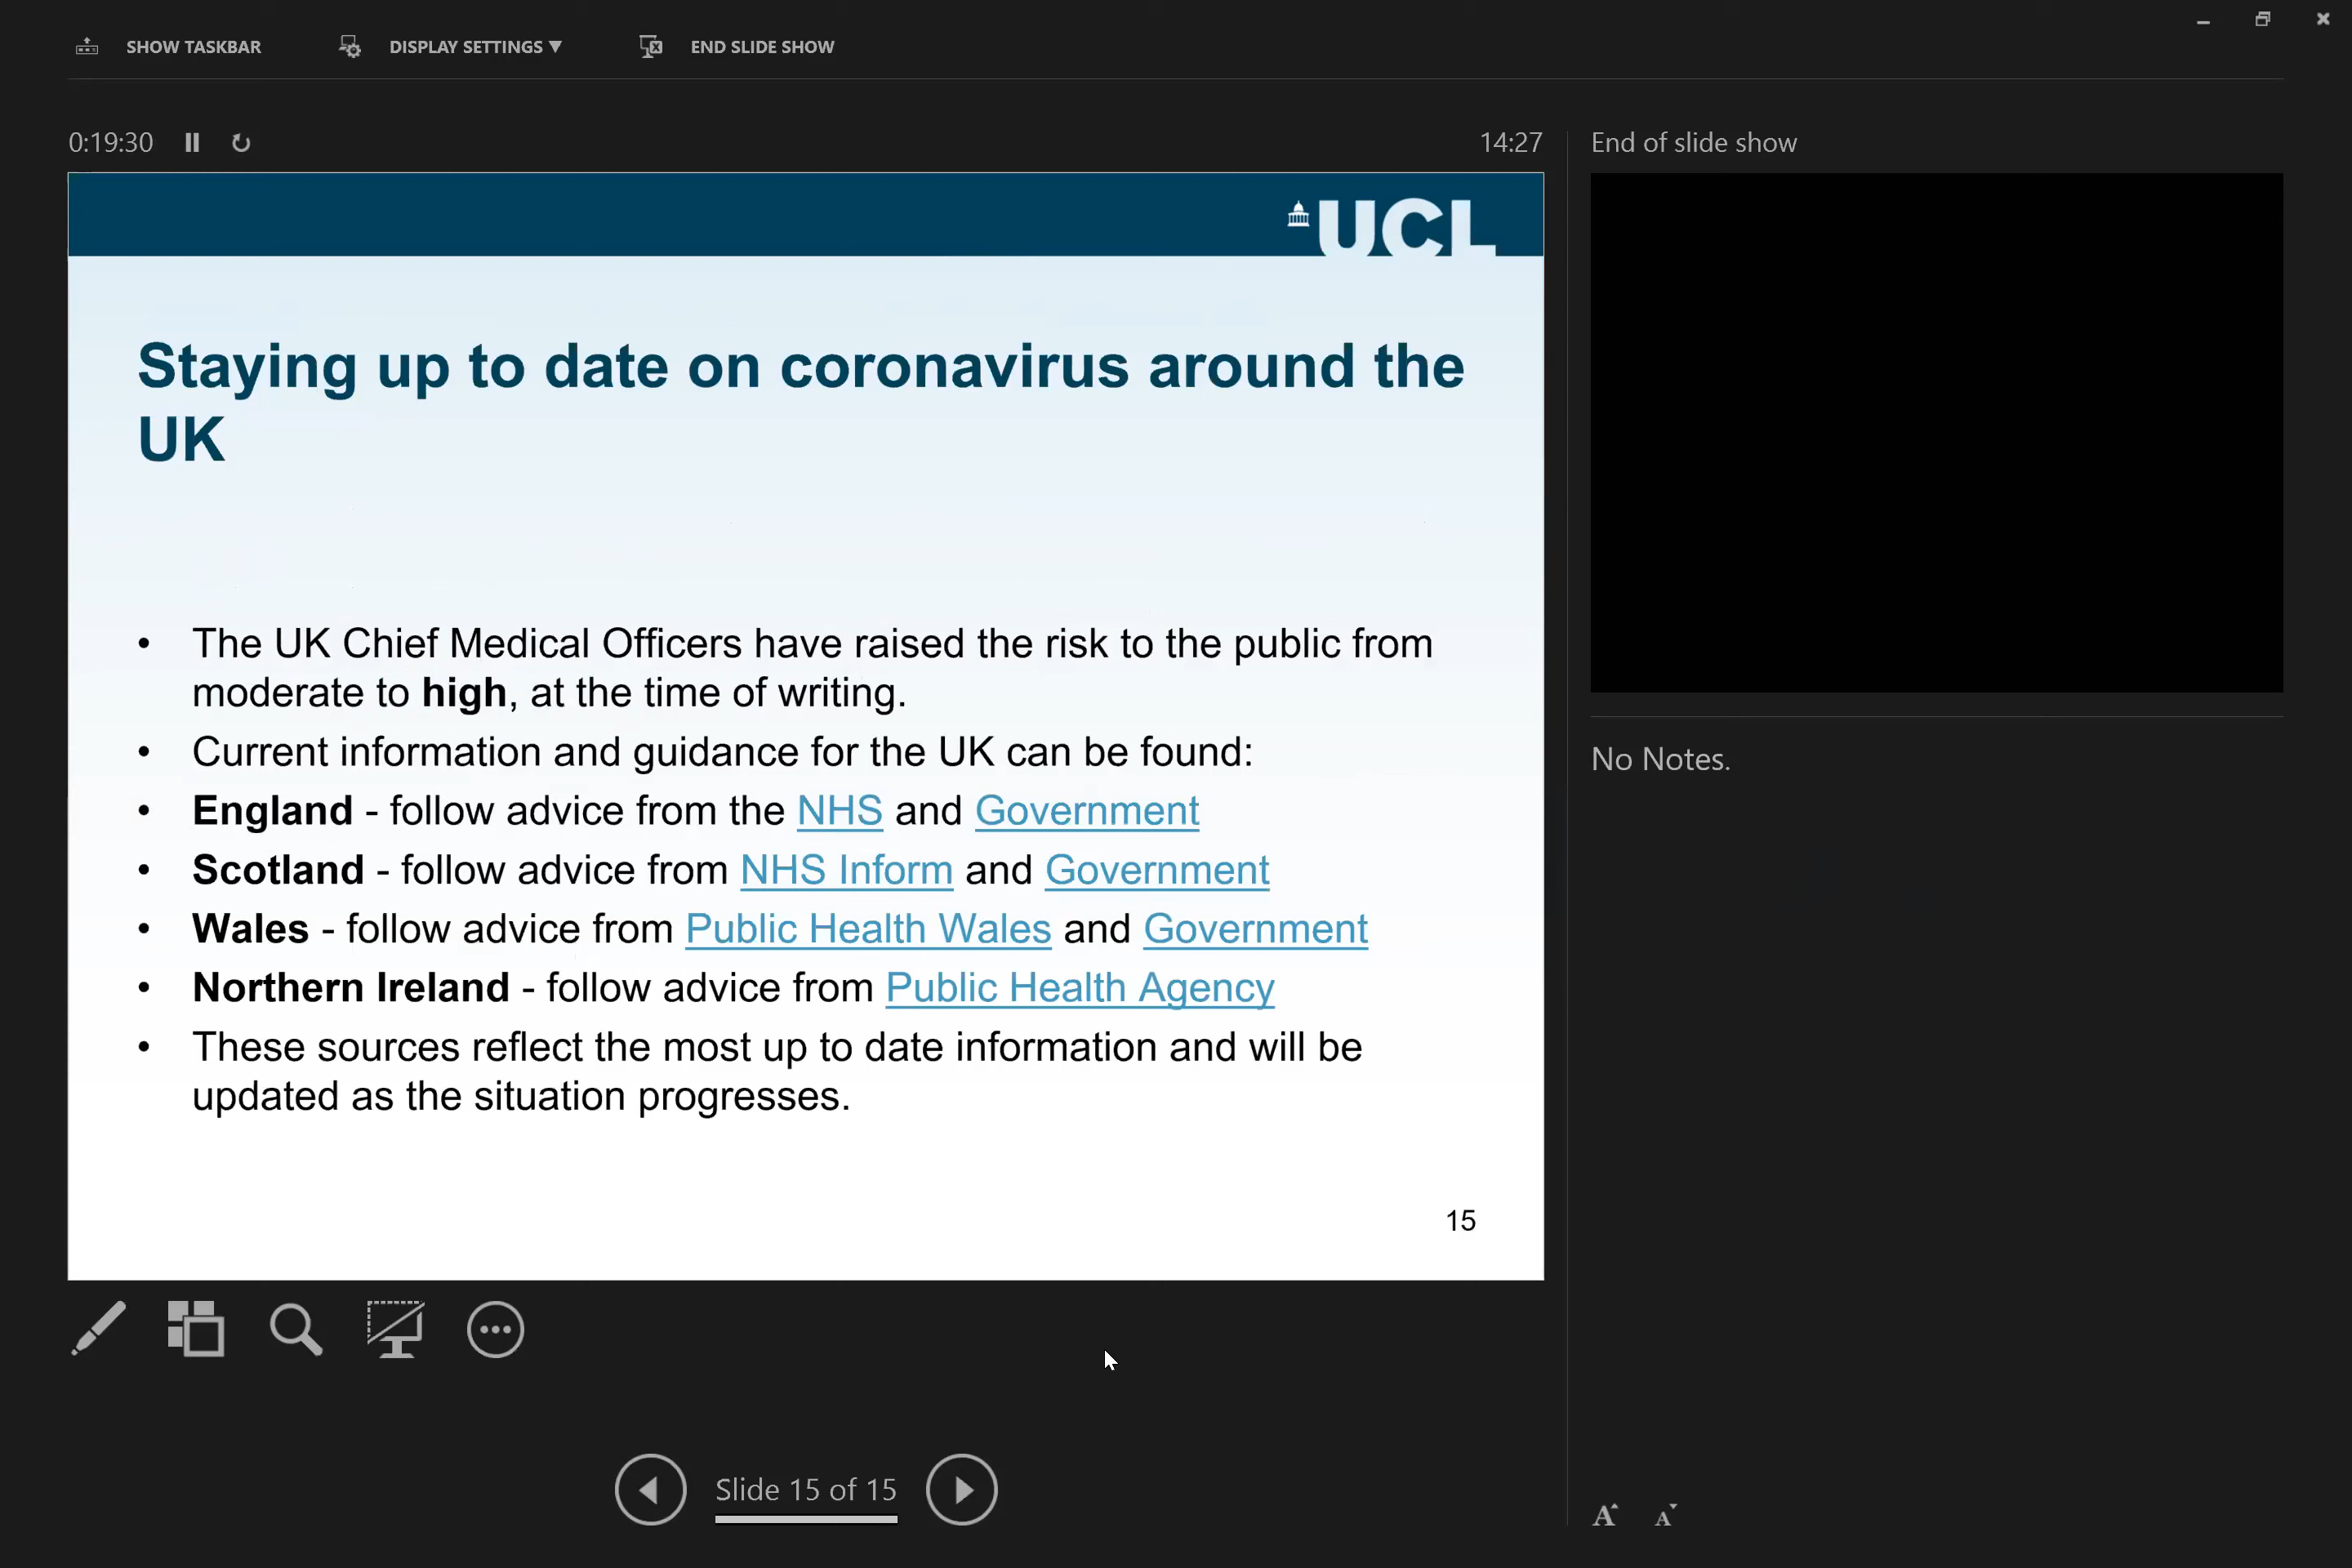 SHOW TASKBAR
DISPLAY SETTINGS ▼
END SLIDE SHOW
0:19:30
14:27
End of slide show
UCL
Staying up to date on coronavirus around the
UK
• The UK Chief Medical Officers have raised the risk to the public from
moderate to high, at the time of writing.
• Current information and guidance for the UK can be found:
• England - follow advice from the NHS and Government
• Scotland - follow advice from NHS Inform and Government
• Wales - follow advice from Public Health Wales and Government
• Northern Ireland - follow advice from Public Health Agency
• These sources reflect the most up to date information and will be
updated as the situation progresses.
15
No Notes.
Slide 15 of 15
A A